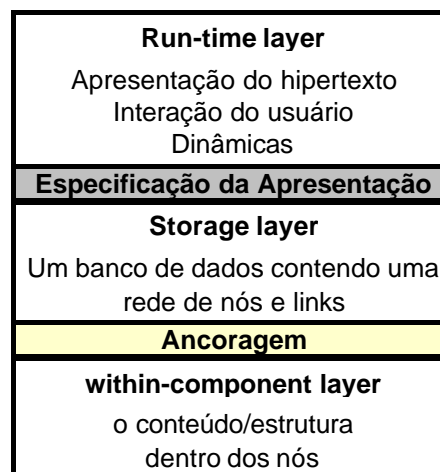 Run-time layer
Apresentação do hipertexto
Interação do usuário
Dinâmicas
Especificação da Apresentação
Storage layer
Um banco de dados contendo uma
rede de nós e links
Ancoragem
within-component layer
o conteúdo/estrutura
dentro dos nós